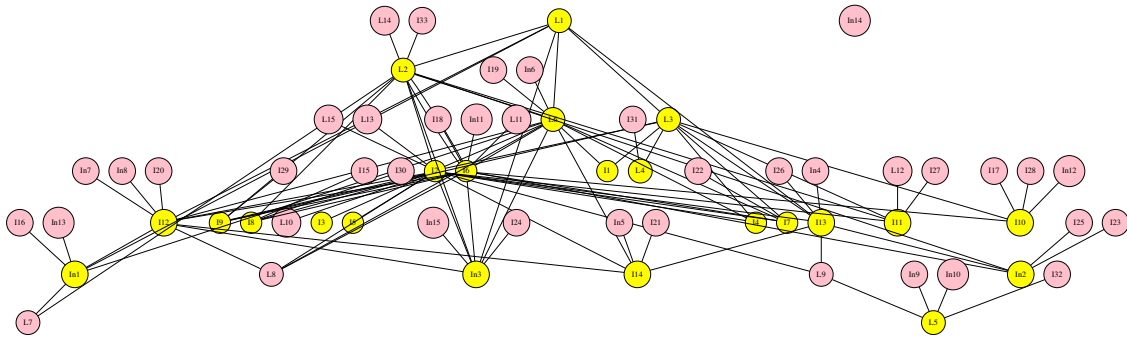 L14 I33 L1 In14
L2 I19 In6
L15 L13 I18 In11 L11 L6 I31 L3
In7 In8 I20 I29 I15 I30 I6 I1 L4 I22 I26 In4 L12 I27 I17 I28 In12
I16 In13 I12 I9 I8 L10 I3 In15 I24 In5 I21 I4 I7 I13 I11 I10 I25 I23
In1 L8 In3 I14 L9 In9 In10 In2 I32
L7 L5